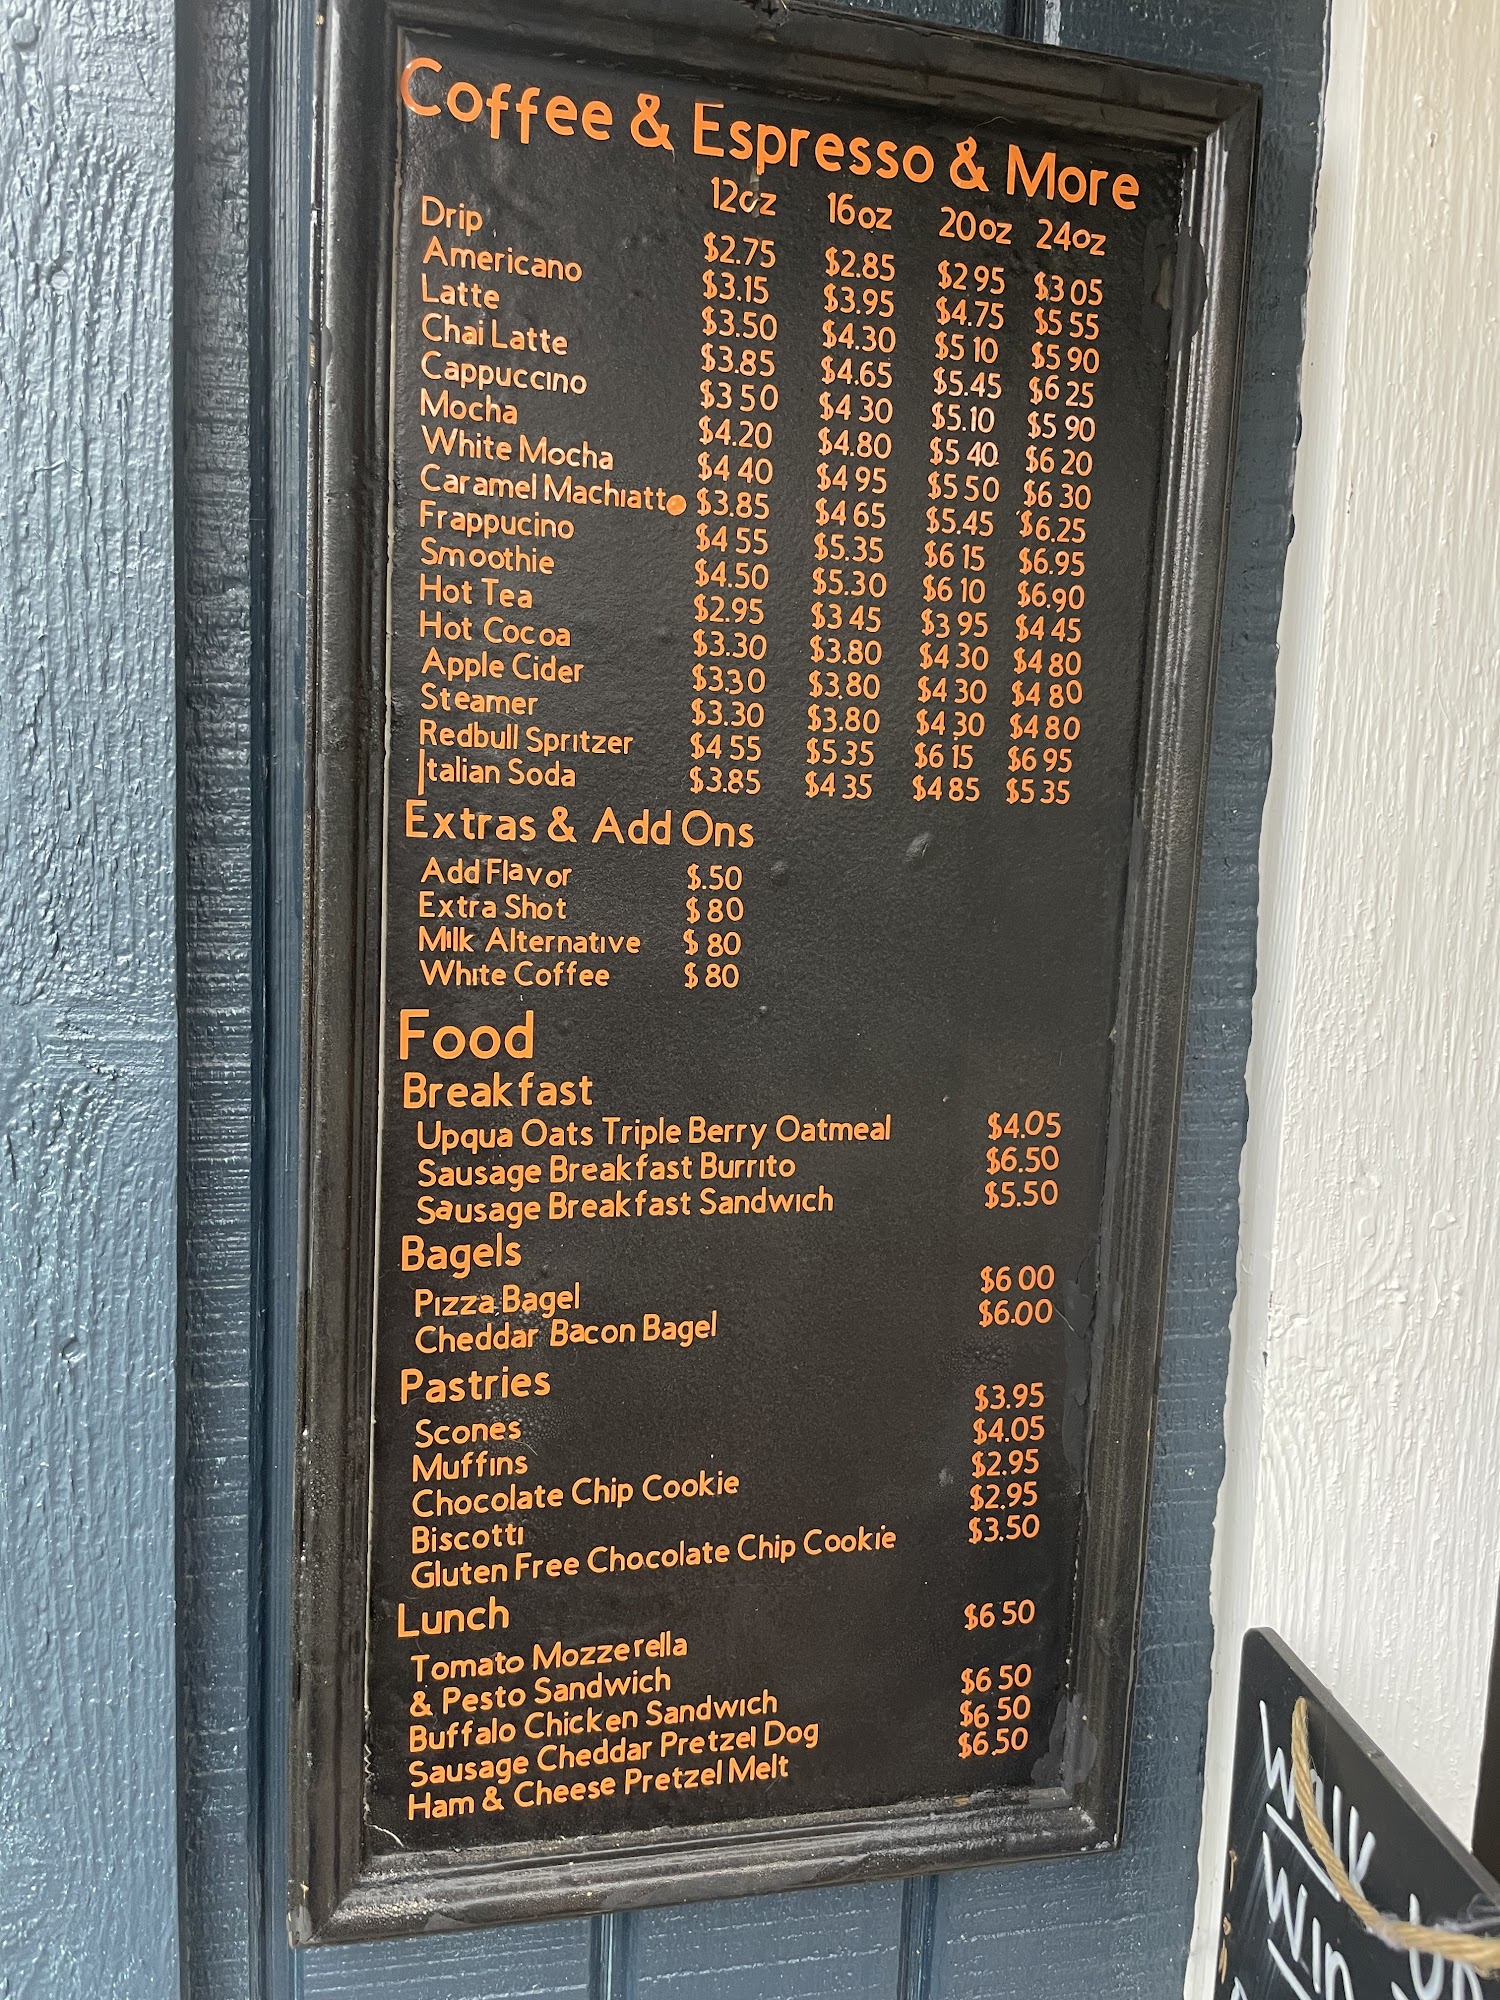 Coffee & Espresso & More
12oz 16oz 20oz 24oz
Drip $2.75 $2.85 $2 95 $3 05
Americano $3.15 $3.95 $4.75 $5 55
Latte $3.50 $4.30 $5 10 $5 90
Chai Latte $3.85 $4.65 $5.45 $6 25
Cappuccino $3 50 $4 30 $5.10 $5 90
Mocha $4.20 $4.80 $5 40 $6 20
White Mocha $4 40 $4 95 $5 50 $6 30
Caramel Machiatto $3.85 $4 65 $5.45 $6.25
Frappucino $4 55 $5.35 $6 15 $6.95
Smoothie $4.50 $5.30 $6 10 $6.90
Hot Tea $2.95 $3 45 $3 95 $4 45
Hot Cocoa $3.30 $3.80 $4 30 $4 80
Apple Cider $3.30 $3.80 $4 30 $4 80
Steamer $3.30 $3.80 $4.30 $4 80
Redbull Spritzer $4 55 $5 35 $6 15 $6 95
Italian Soda $3.85 $4 35 $4 85 $5 35
Extras & Add Ons
Add Flavor $.50
Extra Shot $ 80
Milk Alternative $ 80
White Coffee $ 80
Food
Breakfast
Upqua Oats Triple Berry Oatmeal $4.05
Sausage Breakfast Burrito $6.50
Sausage Breakfast Sandwich $5.50
Bagels
Pizza Bagel $6 00
Cheddar Bacon Bagel $6.00
Pastries
Scones $3.95
Muffins $4.05
Chocolate Chip Cookie $2.95
Biscotti $2.95
Gluten Free Chocolate Chip Cookie $3.50
Lunch
Tomato Mozzerella $6 50
& Pesto Sandwich
Buffalo Chicken Sandwich $6 50
Sausage Cheddar Pretzel Dog $6 50
Ham & Cheese Pretzel Melt $6.50
Walk